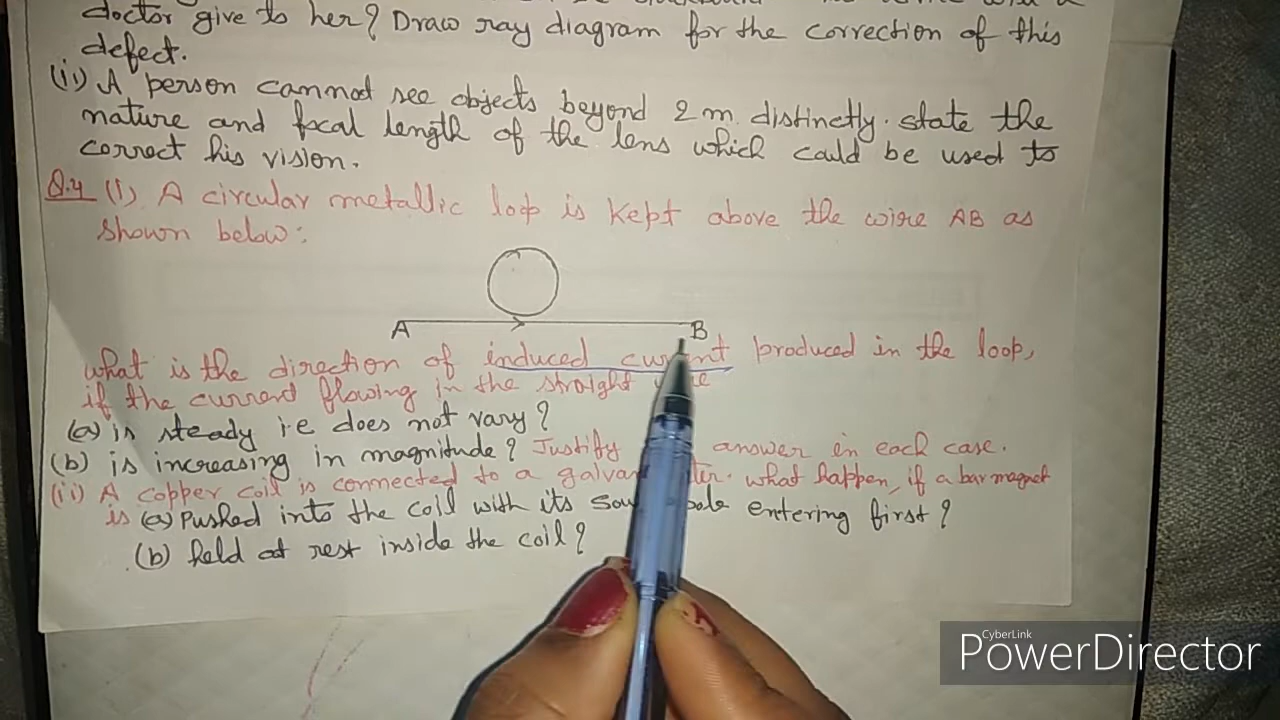 doctor give to her? Draw ray diagram for the correction of this
defect.
(ii) A person cannot see objects beyond 2 m distinctly. state the
nature and focal length of the lens which could be used to
correct his vision.
Q.4 (i) A circular metallic loop is kept above the wire AB as
shown below:
A B
what is the direction of induced current produced in the loop,
if the current flowing in the straight
(a) is steady i.e does not vary?
(b) is increasing in magnitude? Justify answer in each case.
(ii) A copper coil is connected to a what happen, if a bar magnet
is (a) Pushed into the coil with its entering first?
(b) held at rest inside the coil?
CyberLink
PowerDirector